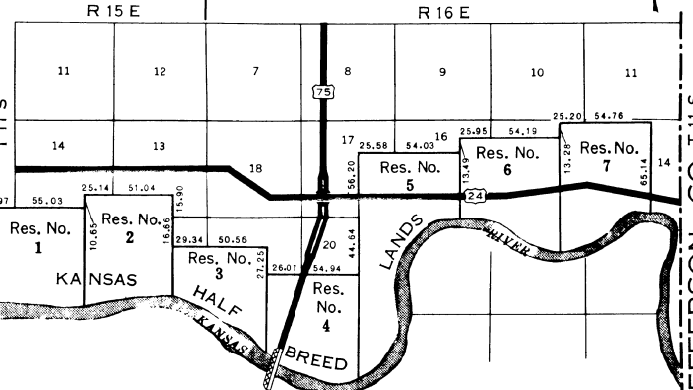 R 15 E
R 16 E
11
12
7
8
9
10
11
75
14
13
18
17
16
14
25.58
54.03
25.95
54.19
25.20
54.76
Res. No.
5
Res. No.
6
Res. No.
7
56.20
13.49
13.28
65.14
24
97
55.03
25.14
51.04
15.90
Res. No.
1
Res. No.
2
10.65
16.66
29.34
50.56
Res. No.
3
27.25
20
44.64
26.01
54.94
Res.
No.
4
KANSAS
HALF
BREED
LANDS
KANSAS
RIVER
T 11 S